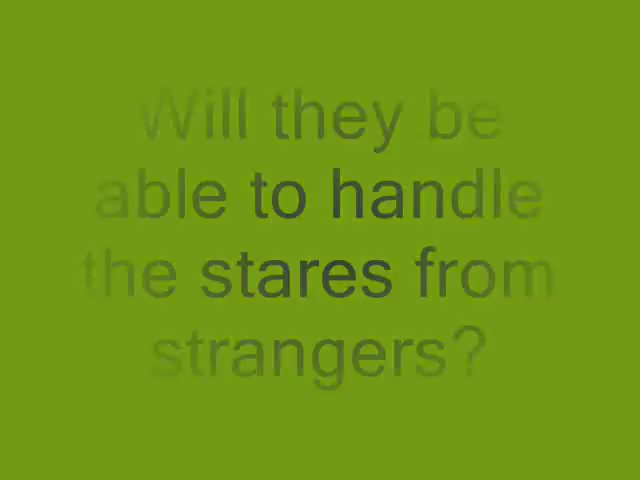 Will they be
able to handle
the stares from
strangers?